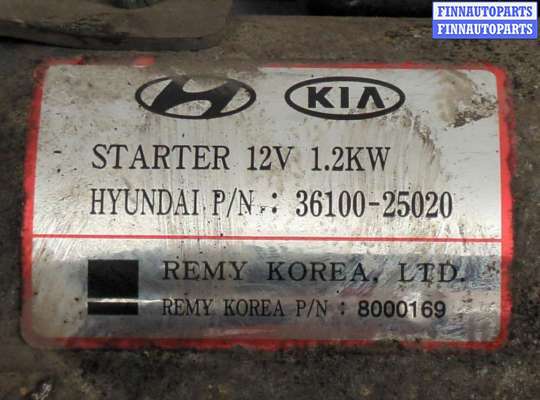 FINNAUTOPARTS
FINNAUTOPARTS
KIA
STARTER 12V 1.2KW
HYUNDAI P/N : 36100-25020
REMY KOREA, LTD.
REMY KOREA P/N : 8000169